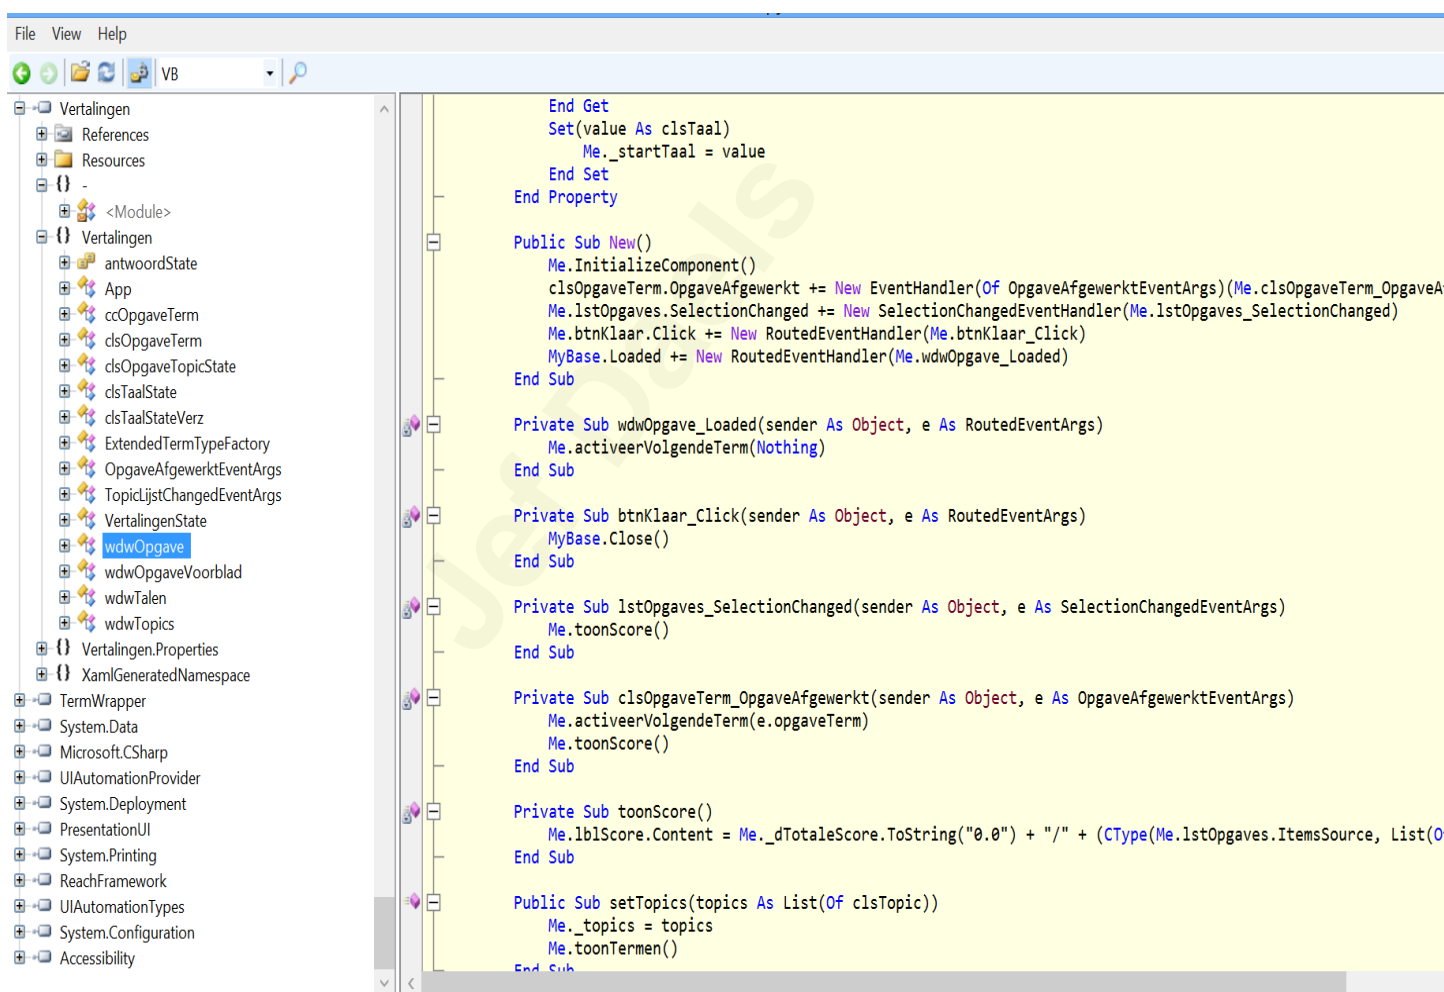 File View Help
VB
Vertalingen
References
Resources
{} -
<Module>
{} Vertalingen
antwoordState
App
ccOpgaveTerm
clsOpgaveTerm
clsOpgaveTopicState
clsTaalState
clsTaalStateVerz
ExtendedTermTypeFactory
OpgaveAfgewerktEventArgs
TopicLijstChangedEventArgs
VertalingenState
wdwOpgave
wdwOpgaveVoorblad
wdwTalen
wdwTopics
{} Vertalingen.Properties
{} XamlGeneratedNamespace
TermWrapper
System.Data
Microsoft.CSharp
UIAutomationProvider
System.Deployment
PresentationUI
System.Printing
ReachFramework
UIAutomationTypes
System.Configuration
Accessibility
End Get
Set(value As clsTaal)
Me._startTaal = value
End Set
End Property
Public Sub New()
Me.InitializeComponent()
clsOpgaveTerm.OpgaveAfgewerkt += New EventHandler(Of OpgaveAfgewerktEventArgs)(Me.clsOpgaveTerm_OpgaveA
Me.lstOpgaves.SelectionChanged += New SelectionChangedEventHandler(Me.lstOpgaves_SelectionChanged)
Me.btnKlaar.Click += New RoutedEventHandler(Me.btnKlaar_Click)
MyBase.Loaded += New RoutedEventHandler(Me.wdwOpgave_Loaded)
End Sub
Private Sub wdwOpgave_Loaded(sender As Object, e As RoutedEventArgs)
Me.activeerVolgendeTerm(Nothing)
End Sub
Private Sub btnKlaar_Click(sender As Object, e As RoutedEventArgs)
MyBase.Close()
End Sub
Private Sub lstOpgaves_SelectionChanged(sender As Object, e As SelectionChangedEventArgs)
Me.toonScore()
End Sub
Private Sub clsOpgaveTerm_OpgaveAfgewerkt(sender As Object, e As OpgaveAfgewerktEventArgs)
Me.activeerVolgendeTerm(e.opgaveTerm)
Me.toonScore()
End Sub
Private Sub toonScore()
Me.lblScore.Content = Me._dTotaleScore.ToString("0.0") + "/" + (CType(Me.lstOpgaves.ItemsSource, List(O
End Sub
Public Sub setTopics(topics As List(Of clsTopic))
Me._topics = topics
Me.toonTermen()
End Sub